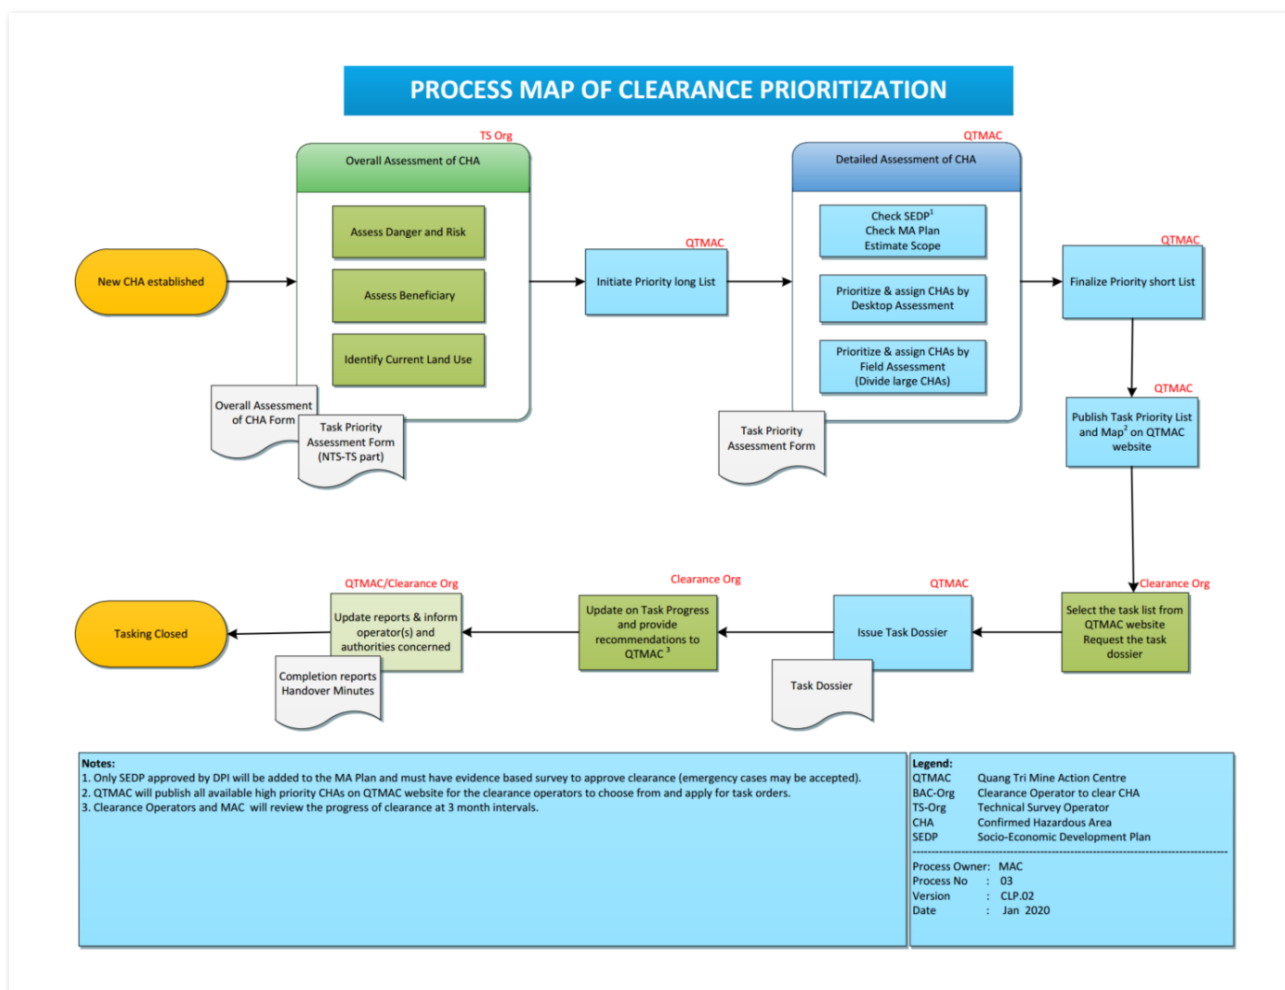 PROCESS MAP OF CLEARANCE PRIORITIZATION
TS Org
Overall Assessment of CHA
Assess Danger and Risk
Assess Beneficiary
Identify Current Land Use
New CHA established
Overall Assessment
of CHA Form
Task Priority
Assessment Form
(NTS-TS part)
QTMAC
Initiate Priority long List
QTMAC
Detailed Assessment of CHA
Check SEDP1
Check MA Plan
Estimate Scope
Prioritize & assign CHAs by
Desktop Assessment
Prioritize & assign CHAs by
Field Assessment
(Divide large CHAs)
Task Priority
Assessment Form
QTMAC
Finalize Priority short List
QTMAC
Publish Task Priority List
and Map2 on QTMAC
website
Clearance Org
Select the task list from
QTMAC website
Request the task
dossier
QTMAC
Issue Task Dossier
Task Dossier
Clearance Org
Update on Task Progress
and provide
recommendations to
QTMAC 3
QTMAC/Clearance Org
Update reports & inform
operator(s) and
authorities concerned
Completion reports
Handover Minutes
Tasking Closed
Notes:
1. Only SEDP approved by DPI will be added to the MA Plan and must have evidence based survey to approve clearance (emergency cases may be accepted).
2. QTMAC will publish all available high priority CHAs on QTMAC website for the clearance operators to choose from and apply for task orders.
3. Clearance Operators and MAC will review the progress of clearance at 3 month intervals.
Legend:
QTMAC Quang Tri Mine Action Centre
BAC-Org Clearance Operator to clear CHA
TS-Org Technical Survey Operator
CHA Confirmed Hazardous Area
SEDP Socio-Economic Development Plan
Process Owner: MAC
Process No : 03
Version : CLP.02
Date : Jan 2020